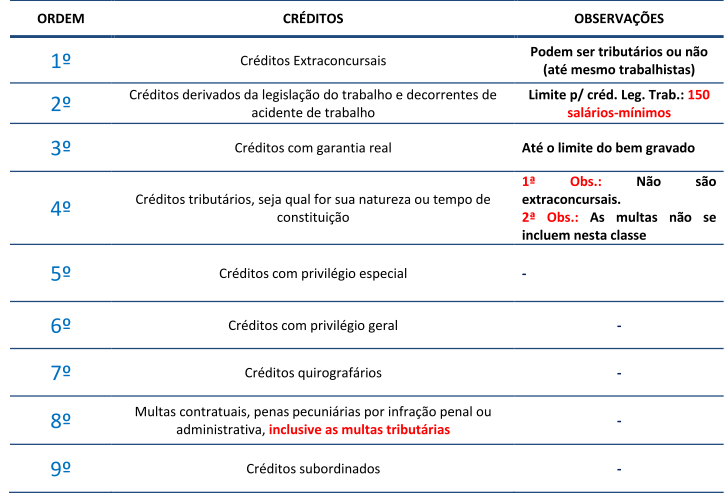 ORDEM CRÉDITOS OBSERVAÇÕES
1º Créditos Extraconcursais Podem ser tributários ou não
(até mesmo trabalhistas)
2º Créditos derivados da legislação do trabalho e decorrentes de
acidente de trabalho
Limite p/ créd. Leg. Trab.: 150
salários-mínimos
3º Créditos com garantia real Até o limite do bem gravado
4º Créditos tributários, seja qual for sua natureza ou tempo de
constituição
1ª Obs.: Não são
extraconcursais.
2ª Obs.: As multas não se
incluem nesta classe
5º Créditos com privilégio especial -
6º Créditos com privilégio geral -
7º Créditos quirografários -
8º Multas contratuais, penas pecuniárias por infração penal ou
administrativa, inclusive as multas tributárias -
9º Créditos subordinados -